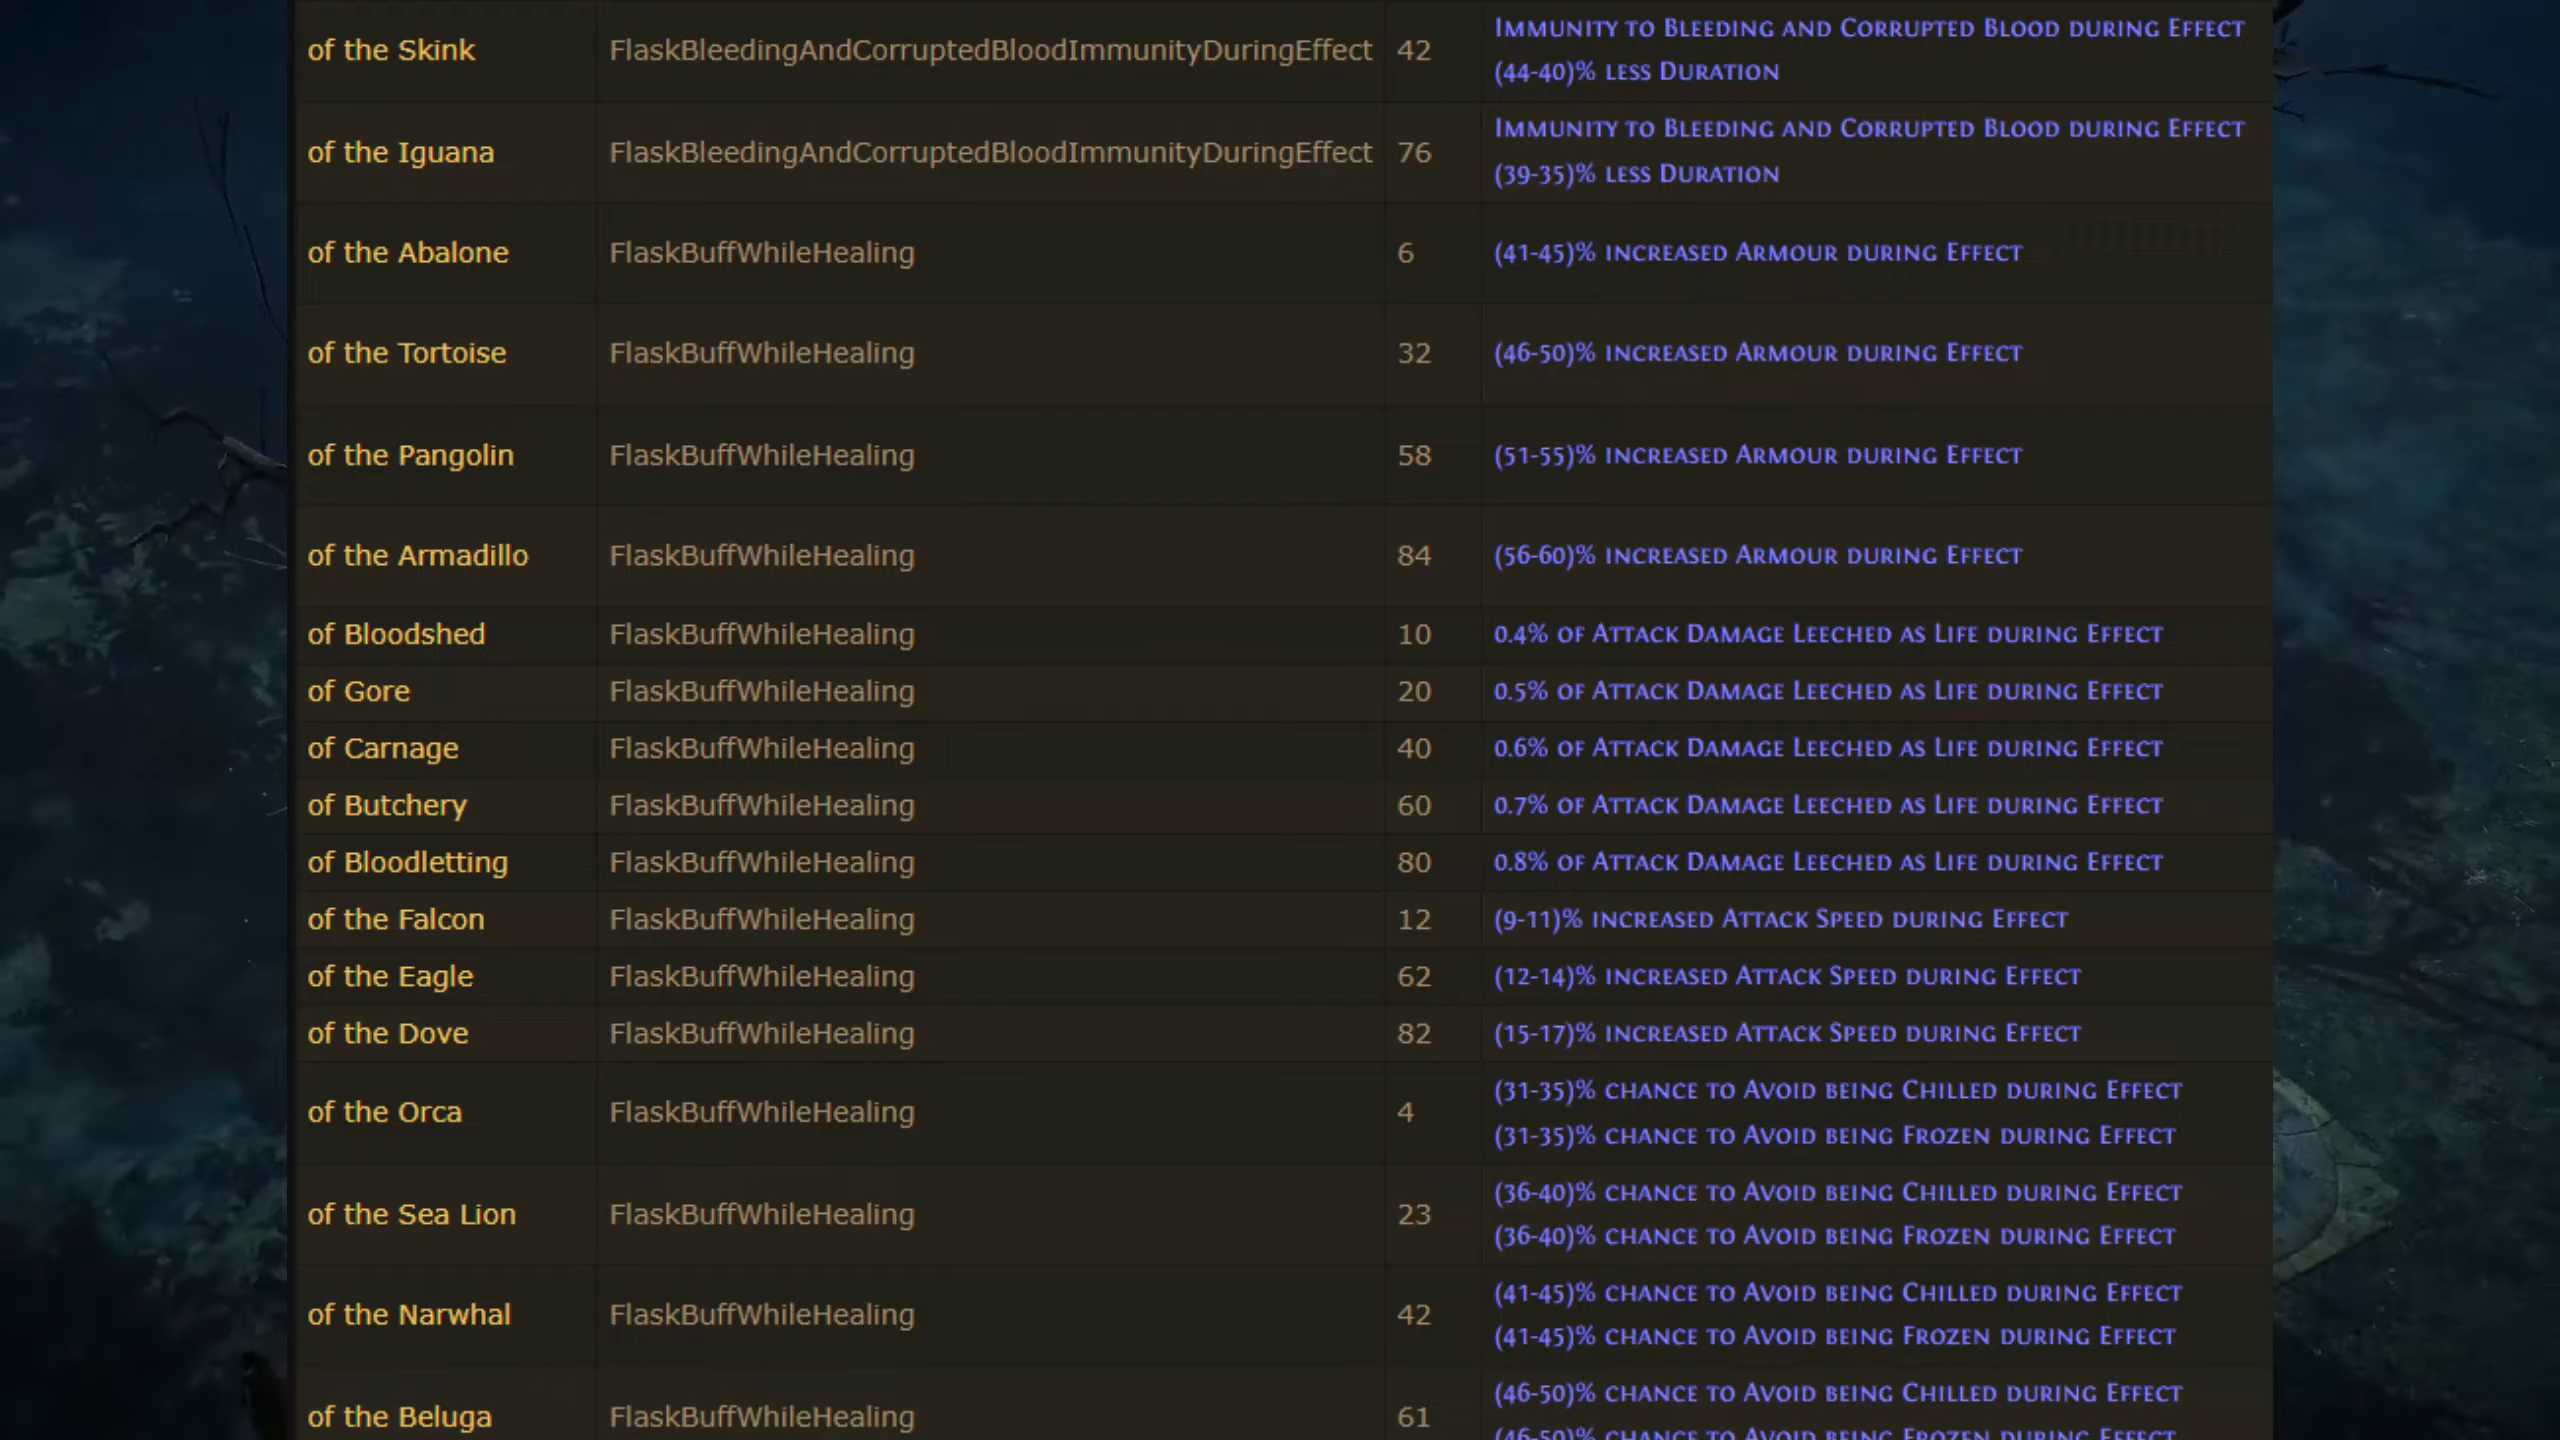 of the Skink FlaskBleedingAndCorruptedBloodImmunityDuringEffect 42 Immunity to Bleeding and Corrupted Blood during Effect
(44-40)% less Duration
of the Iguana FlaskBleedingAndCorruptedBloodImmunityDuringEffect 76 Immunity to Bleeding and Corrupted Blood during Effect
(39-35)% less Duration
of the Abalone FlaskBuffWhileHealing 6 (41-45)% increased Armour during Effect
of the Tortoise FlaskBuffWhileHealing 32 (46-50)% increased Armour during Effect
of the Pangolin FlaskBuffWhileHealing 58 (51-55)% increased Armour during Effect
of the Armadillo FlaskBuffWhileHealing 84 (56-60)% increased Armour during Effect
of Bloodshed FlaskBuffWhileHealing 10 0.4% of Attack Damage Leeched as Life during Effect
of Gore FlaskBuffWhileHealing 20 0.5% of Attack Damage Leeched as Life during Effect
of Carnage FlaskBuffWhileHealing 40 0.6% of Attack Damage Leeched as Life during Effect
of Butchery FlaskBuffWhileHealing 60 0.7% of Attack Damage Leeched as Life during Effect
of Bloodletting FlaskBuffWhileHealing 80 0.8% of Attack Damage Leeched as Life during Effect
of the Falcon FlaskBuffWhileHealing 12 (9-11)% increased Attack Speed during Effect
of the Eagle FlaskBuffWhileHealing 62 (12-14)% increased Attack Speed during Effect
of the Dove FlaskBuffWhileHealing 82 (15-17)% increased Attack Speed during Effect
of the Orca FlaskBuffWhileHealing 4 (31-35)% chance to Avoid being Chilled during Effect
(31-35)% chance to Avoid being Frozen during Effect
of the Sea Lion FlaskBuffWhileHealing 23 (36-40)% chance to Avoid being Chilled during Effect
(36-40)% chance to Avoid being Frozen during Effect
of the Narwhal FlaskBuffWhileHealing 42 (41-45)% chance to Avoid being Chilled during Effect
(41-45)% chance to Avoid being Frozen during Effect
of the Beluga FlaskBuffWhileHealing 61 (46-50)% chance to Avoid being Chilled during Effect
(46-50)% chance to Avoid being Frozen during Effect